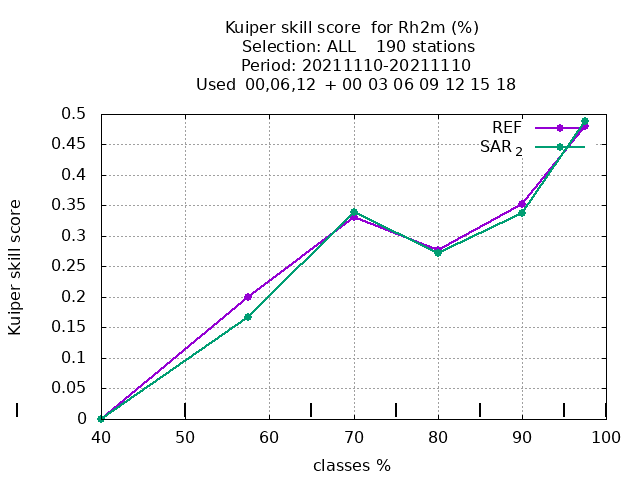 Kuiper skill score  for Rh2m (%)
Selection: ALL    190 stations
Period: 20211110-20211110
Used  00,06,12  + 00 03 06 09 12 15 18
0.5
0.45
0.4
0.35
0.3
0.25
0.2
0.15
0.1
0.05
0
Kuiper skill score
REF
SAR 2
40 50 60 70 80 90 100
classes %